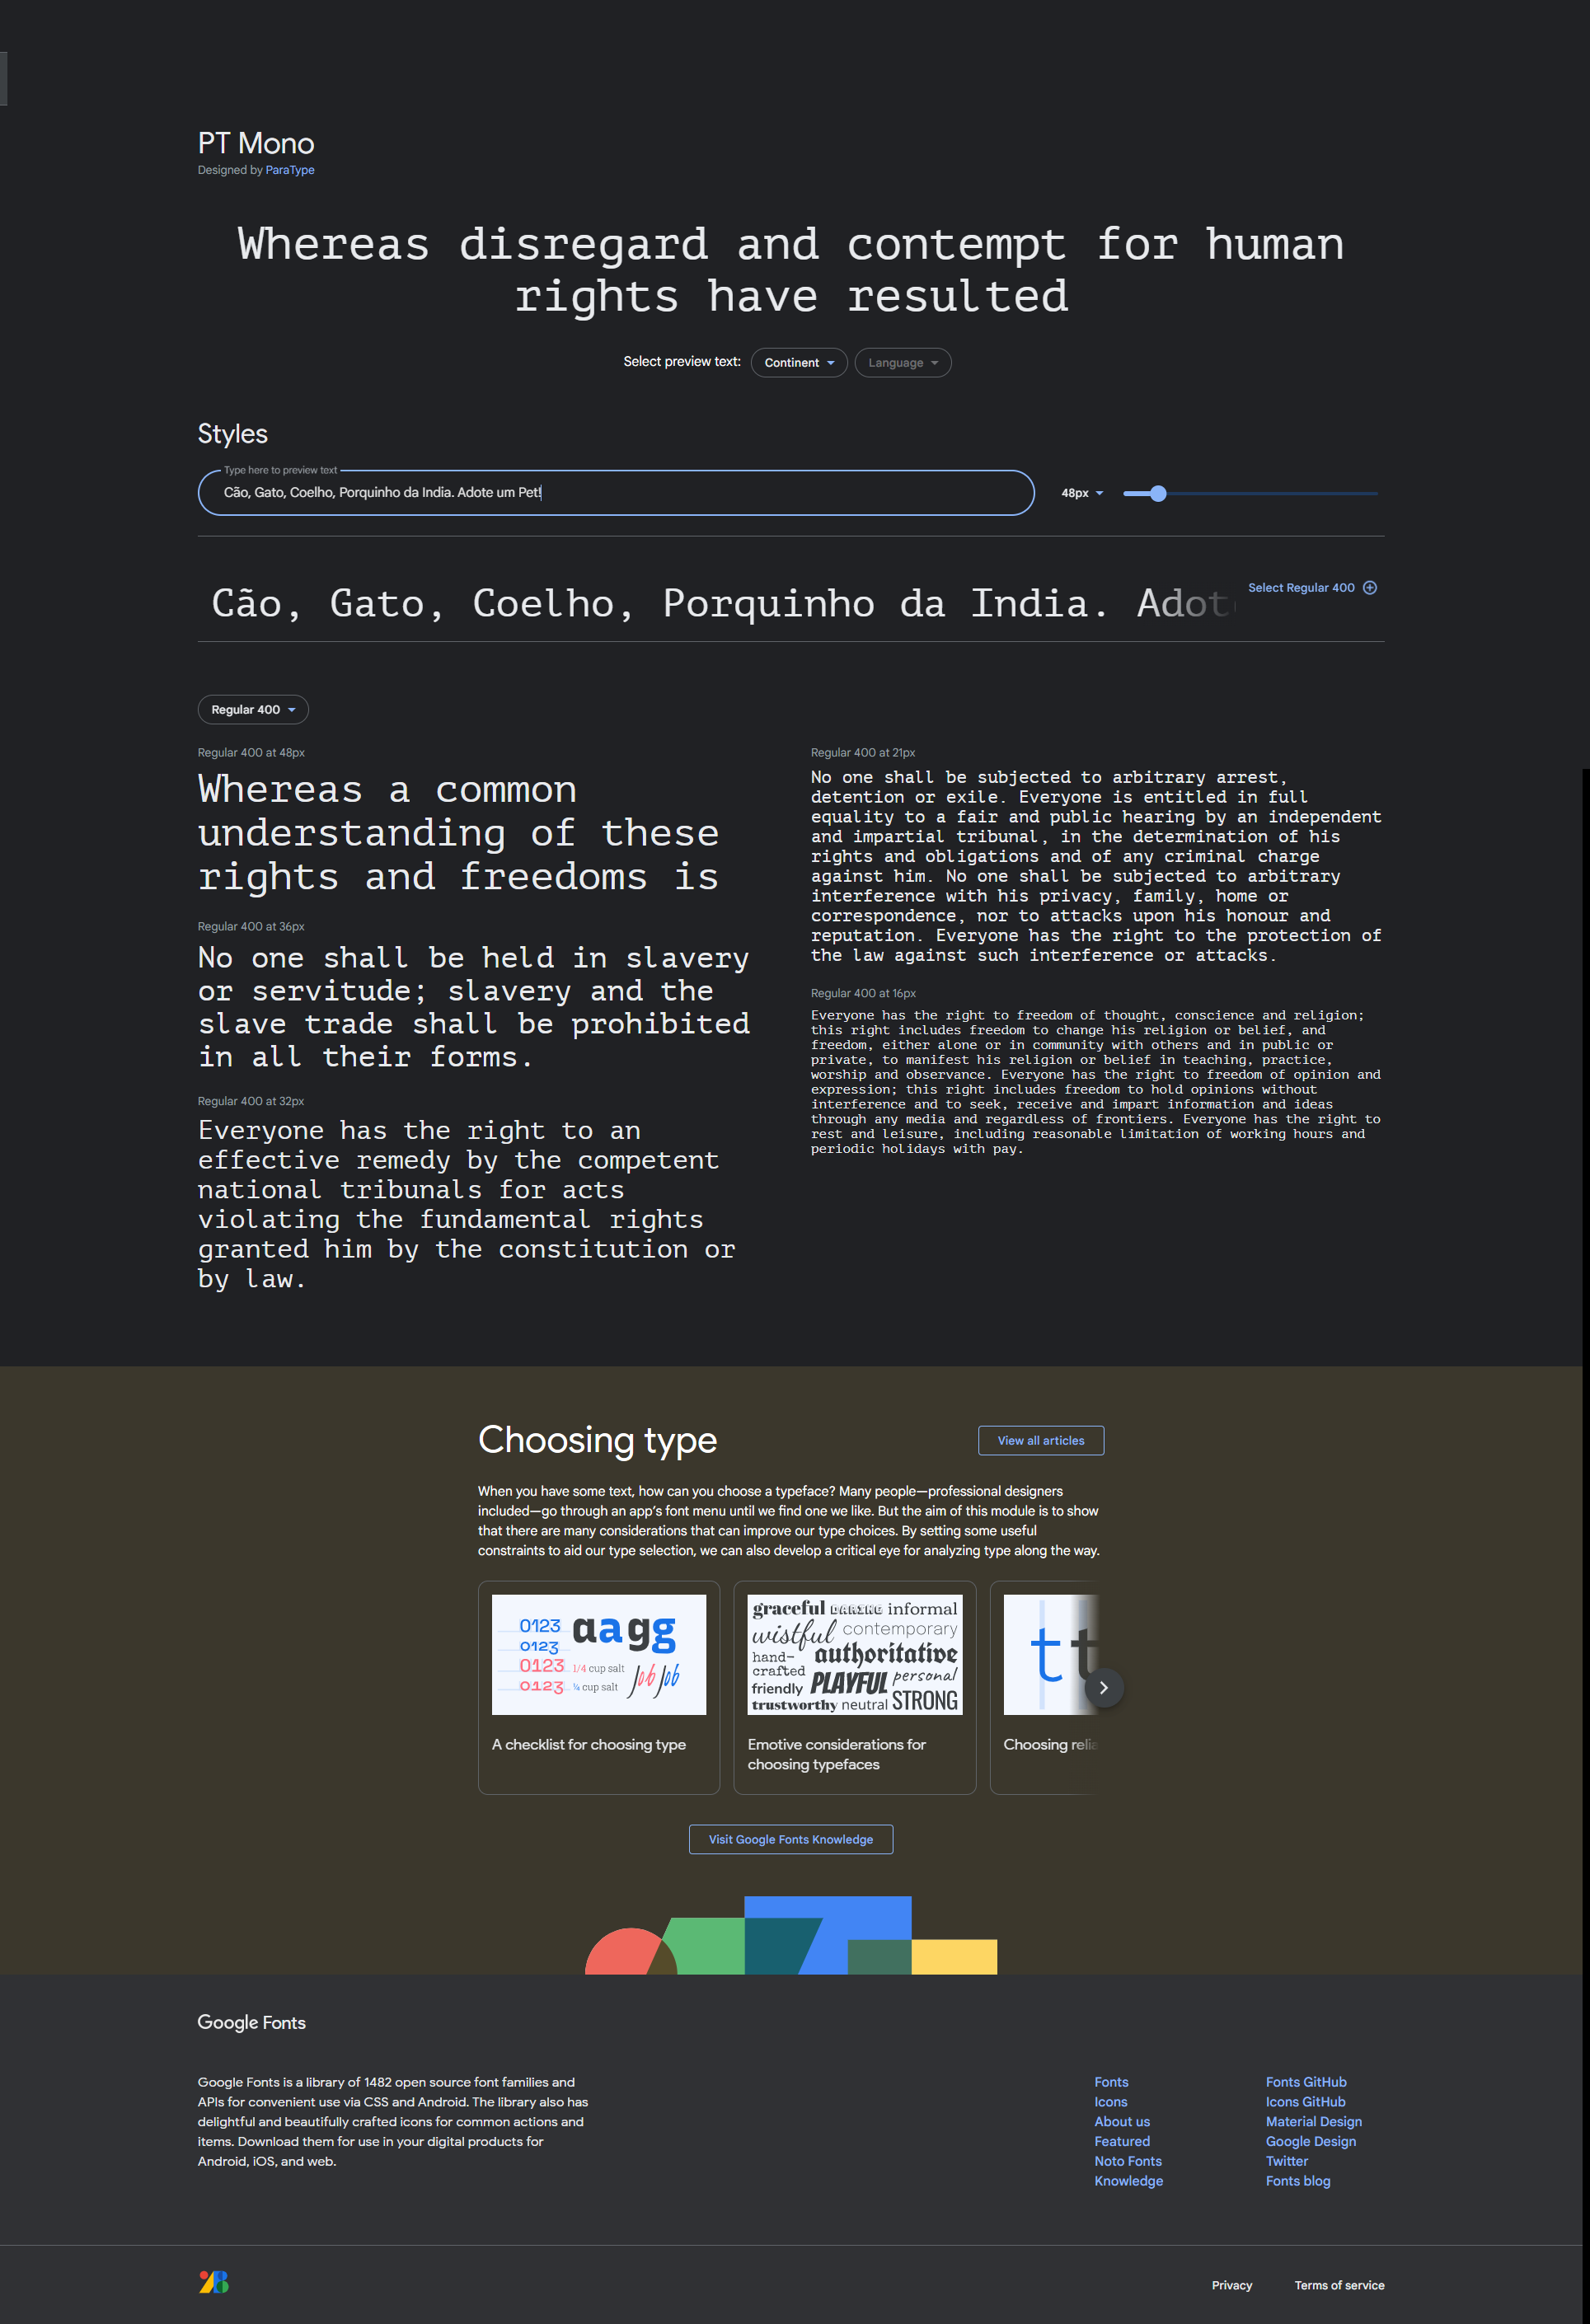 PT Mono
Designed by ParaType
Whereas disregard and contempt for human
rights have resulted
Select preview text:
Continent
Language
Styles
Type here to preview text
Cão, Gato, Coelho, Porquinho da India. Adote um Pet!
48px
Cão, Gato, Coelho, Porquinho da India. Adot
Select Regular 400
Regular 400
Regular 400 at 48px
Whereas a common
understanding of these
rights and freedoms is
Regular 400 at 36px
No one shall be held in slavery
or servitude; slavery and the
slave trade shall be prohibited
in all their forms.
Regular 400 at 32px
Everyone has the right to an
effective remedy by the competent
national tribunals for acts
violating the fundamental rights
granted him by the constitution or
by law.
Regular 400 at 21px
No one shall be subjected to arbitrary arrest,
detention or exile. Everyone is entitled in full
equality to a fair and public hearing by an independent
and impartial tribunal, in the determination of his
rights and obligations and of any criminal charge
against him. No one shall be subjected to arbitrary
interference with his privacy, family, home or
correspondence, nor to attacks upon his honour and
reputation. Everyone has the right to the protection of
the law against such interference or attacks.
Regular 400 at 16px
Everyone has the right to freedom of thought, conscience and religion;
this right includes freedom to change his religion or belief, and
freedom, either alone or in community with others and in public or
private, to manifest his religion or belief in teaching, practice,
worship and observance. Everyone has the right to freedom of opinion and
expression; this right includes freedom to hold opinions without
interference and to seek, receive and impart information and ideas
through any media and regardless of frontiers. Everyone has the right to
rest and leisure, including reasonable limitation of working hours and
periodic holidays with pay.
Choosing type
View all articles
When you have some text, how can you choose a typeface? Many people—professional designers
included—go through an app’s font menu until we find one we like. But the aim of this module is to show
that there are many considerations that can improve our type choices. By setting some useful
constraints to aid our type selection, we can also develop a critical eye for analyzing type along the way.
0123
0123
0123
0123
aagg
1/4 cup salt
¼ cup salt
Job Job
graceful
informal
wistful
contemporary
hand-
crafted
authoritative
friendly
PLAYFUL
personal
trustworthy
neutral
STRONG
t t
A checklist for choosing type
Emotive considerations for
choosing typefaces
Choosing relia
Visit Google Fonts Knowledge
Google Fonts
Google Fonts is a library of 1482 open source font families and
APIs for convenient use via CSS and Android. The library also has
delightful and beautifully crafted icons for common actions and
items. Download them for use in your digital products for
Android, iOS, and web.
Fonts
Icons
About us
Featured
Noto Fonts
Knowledge
Fonts GitHub
Icons GitHub
Material Design
Google Design
Twitter
Fonts blog
Privacy
Terms of service